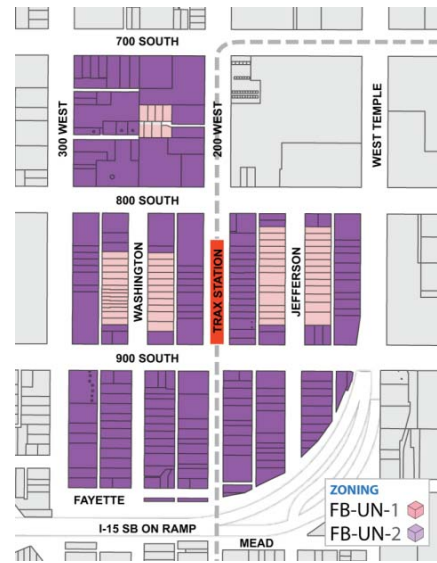 700 SOUTH
300 WEST
200 WEST
WEST TEMPLE
800 SOUTH
WASHINGTON
TRAX STATION
JEFFERSON
900 SOUTH
FAYETTE
I-15 SB ON RAMP
MEAD
ZONING
FB-UN-1
FB-UN-2